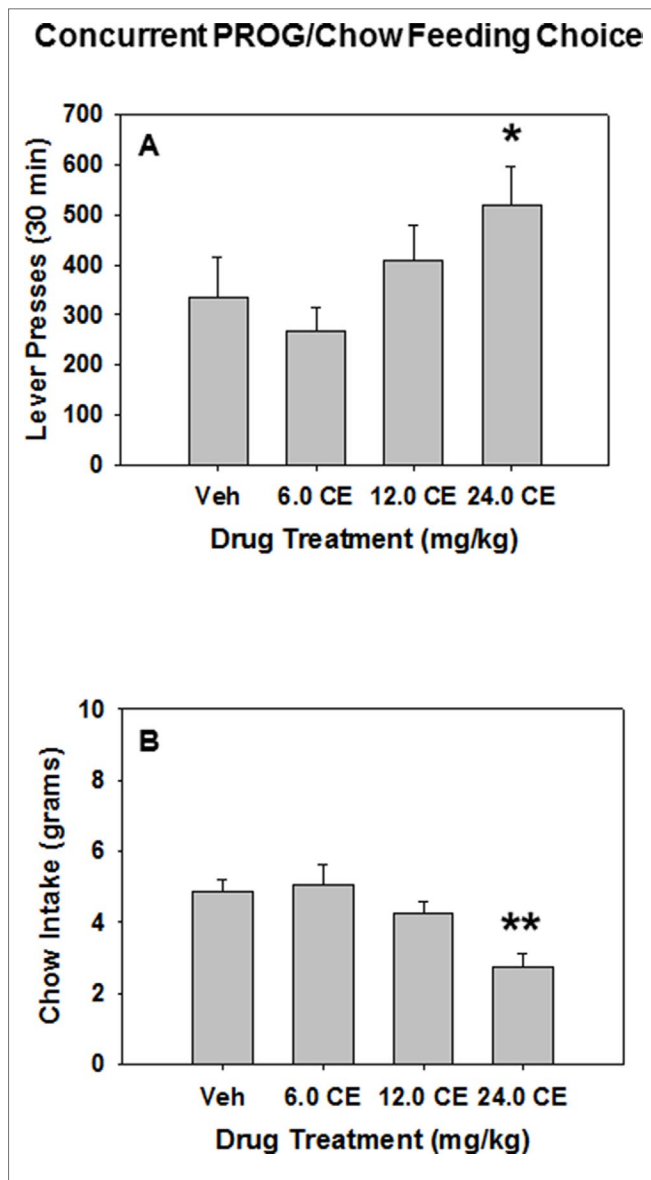 Concurrent PROG/Chow Feeding Choice
A
*
Lever Presses (30 min)
700
600
500
400
300
200
100
0
Veh 6.0 CE 12.0 CE 24.0 CE
Drug Treatment (mg/kg)
B
**
Chow Intake (grams)
10
8
6
4
2
0
Veh 6.0 CE 12.0 CE 24.0 CE
Drug Treatment (mg/kg)